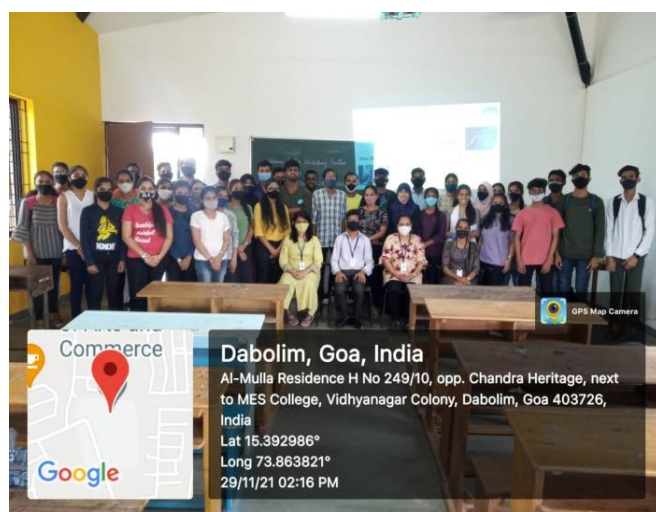 GPS Map Camera
Commerce
Google
Dabolim, Goa, India
Al-Mulla Residence H No 249/10, opp. Chandra Heritage, next
to MES College, Vidhyanagar Colony, Dabolim, Goa 403726,
India
Lat 15.392986°
Long 73.863821°
29/11/21 02:16 PM